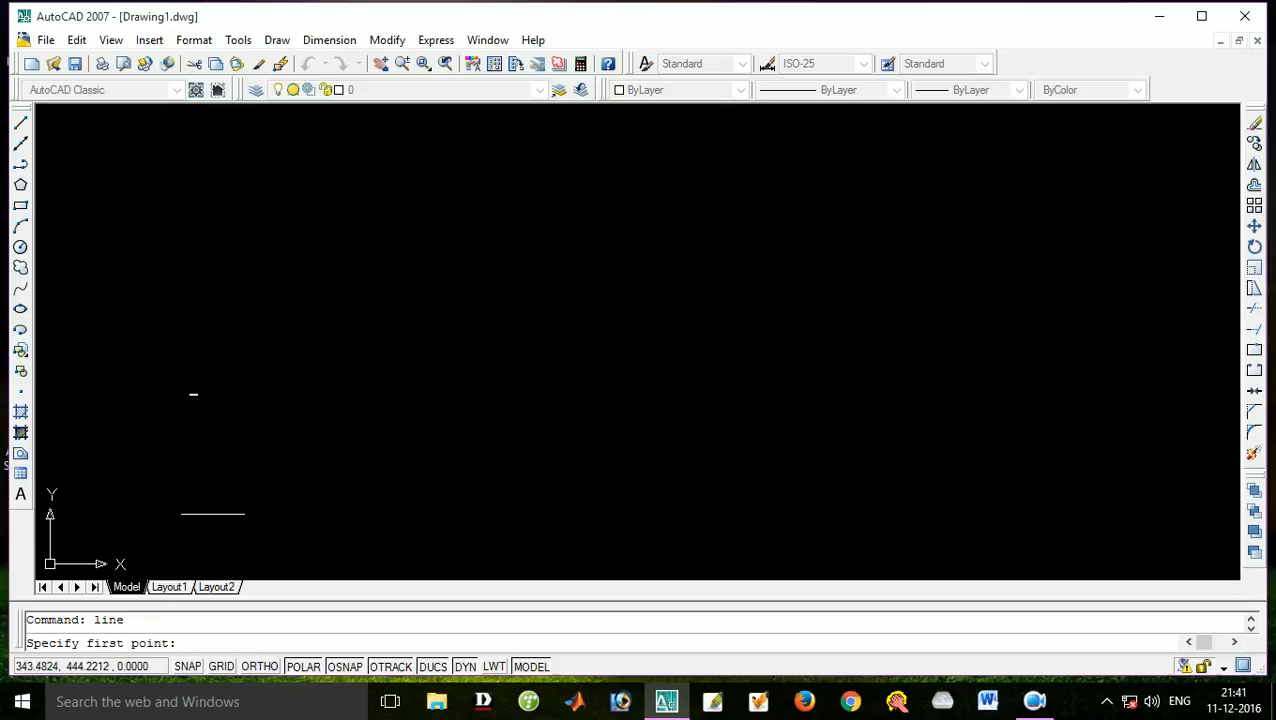 AutoCAD 2007 - [Drawing1.dwg]
File Edit View Insert Format Tools Draw Dimension Modify Express Window Help
Standard ISO-25 Standard
AutoCAD Classic 0 ByLayer ByLayer ByLayer ByColor
A
Y
X
Model Layout1 Layout2
Command: line
Specify first point:
343.4824, 444.2212 , 0.0000 SNAP GRID ORTHO POLAR OSNAP OTRACK DUCS DYN LWT MODEL
Search the web and Windows ENG 21:41
11-12-2016